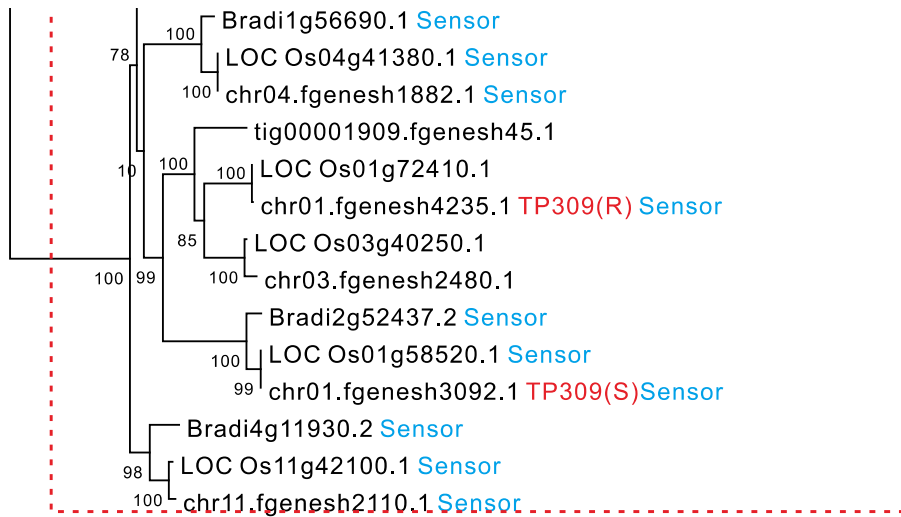 Bradi1g56690.1 Sensor
100
LOC Os04g41380.1 Sensor
78
100
chr04.fgenesh1882.1 Sensor
tig00001909.fgenesh45.1
10
100
100
LOC Os01g72410.1
chr01.fgenesh4235.1 TP309(R) Sensor
85
LOC Os03g40250.1
100
99
100
chr03.fgenesh2480.1
Bradi2g52437.2 Sensor
100
LOC Os01g58520.1 Sensor
99
chr01.fgenesh3092.1 TP309(S)Sensor
Bradi4g11930.2 Sensor
98
LOC Os11g42100.1 Sensor
100
chr11.fgenesh2110.1 Sensor